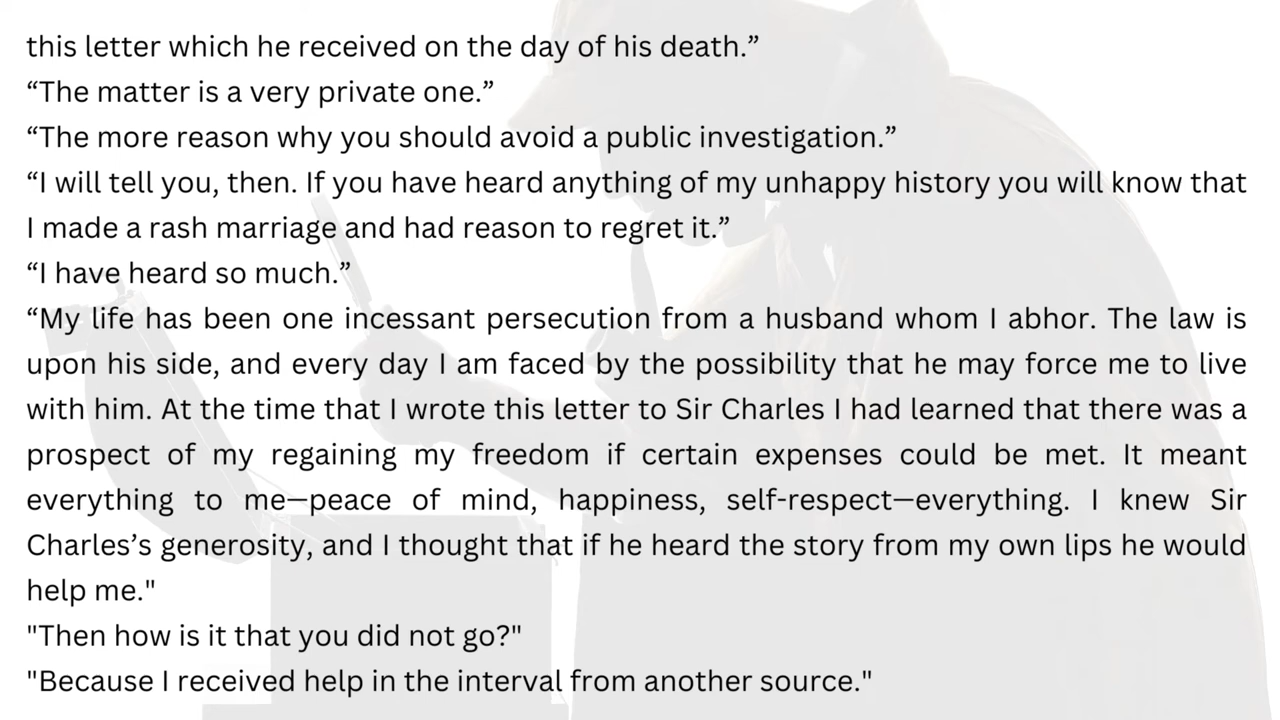 this letter which he received on the day of his death.”
“The matter is a very private one.”
“The more reason why you should avoid a public investigation.”
“I will tell you, then. If you have heard anything of my unhappy history you will know that
I made a rash marriage and had reason to regret it.”
“I have heard so much.”
“My life has been one incessant persecution from a husband whom I abhor. The law is
upon his side, and every day I am faced by the possibility that he may force me to live
with him. At the time that I wrote this letter to Sir Charles I had learned that there was a
prospect of my regaining my freedom if certain expenses could be met. It meant
everything to me—peace of mind, happiness, self-respect—everything. I knew Sir
Charles’s generosity, and I thought that if he heard the story from my own lips he would
help me."
"Then how is it that you did not go?"
"Because I received help in the interval from another source."